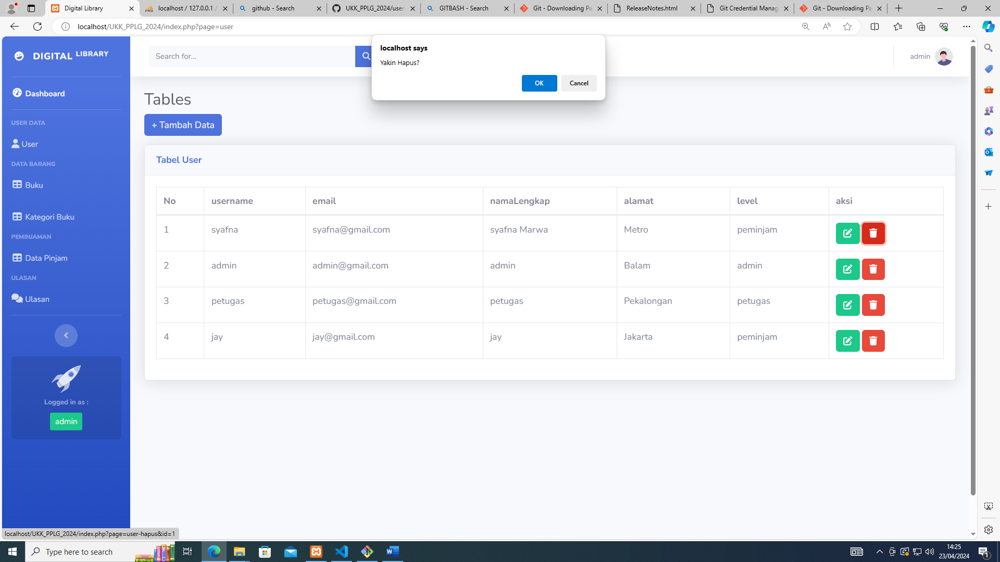 Digital Library
localhost / 127.0.0.1 /
github - Search
UKK_PPLG_2024/user-
GITBASH - Search
Git - Downloading Pa
ReleaseNotes.html
Git Credential Manag
Git - Downloading Pa
localhost/UKK_PPLG_2024/index.php?page=user
localhost says
Yakin Hapus?
OK
Cancel
DIGITAL LIBRARY
Search for...
admin
Dashboard
USER DATA
User
DATA BARANG
Buku
Kategori Buku
PEMINJAMAN
Data Pinjam
ULASAN
Ulasan
Logged in as :
admin
Tables
+ Tambah Data
Tabel User
No username email namaLengkap alamat level aksi
1 syafna syafna@gmail.com syafna Marwa Metro peminjam
2 admin admin@gmail.com admin Balam admin
3 petugas petugas@gmail.com petugas Pekalongan petugas
4 jay jay@gmail.com jay Jakarta peminjam
localhost/UKK_PPLG_2024/index.php?page=user-hapus&id=1
Type here to search
14:25
23/04/2024
1